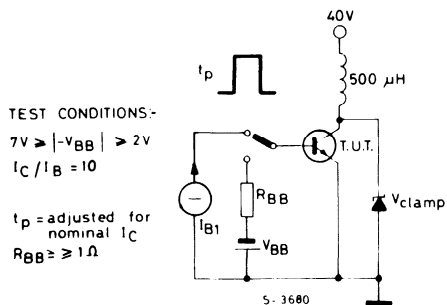 40V
500 μH
tp
TEST CONDITIONS:-
7V ≥ |-VBB| ≥ 2V
IC/IB = 10
T.U.T.
RBB
Vclamp
tp = adjusted for
nominal IC
RBB ≥ ≥ 1Ω
IB1
VBB
S-3680